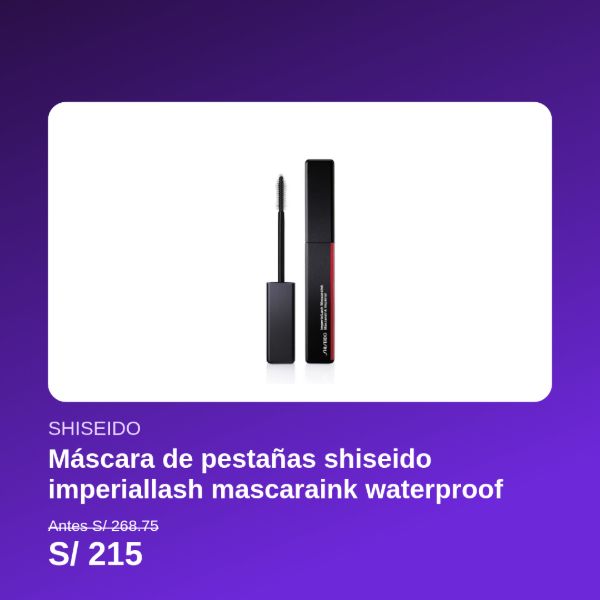 SHISEIDO
Máscara de pestañas shiseido
imperiallash mascaraink waterproof
Antes S/ 268.75
S/ 215